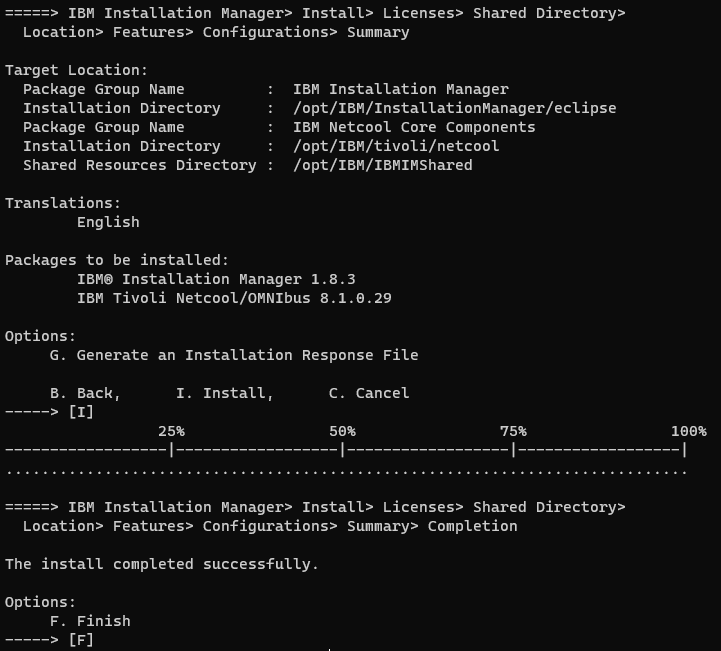 =====> IBM Installation Manager> Install> Licenses> Shared Directory>
  Location> Features> Configurations> Summary

Target Location:
  Package Group Name         :  IBM Installation Manager
  Installation Directory     :  /opt/IBM/InstallationManager/eclipse
  Package Group Name         :  IBM Netcool Core Components
  Installation Directory     :  /opt/IBM/tivoli/netcool
  Shared Resources Directory :  /opt/IBM/IBMIMShared

Translations:
        English

Packages to be installed:
        IBM® Installation Manager 1.8.3
        IBM Tivoli Netcool/OMNIbus 8.1.0.29

Options:
     G. Generate an Installation Response File

     B. Back,      I. Install,      C. Cancel
-----> [I]
                 25%                50%                75%                100%
------------------|------------------|------------------|------------------|
............................................................................

=====> IBM Installation Manager> Install> Licenses> Shared Directory>
  Location> Features> Configurations> Summary> Completion

The install completed successfully.

Options:
     F. Finish
-----> [F]